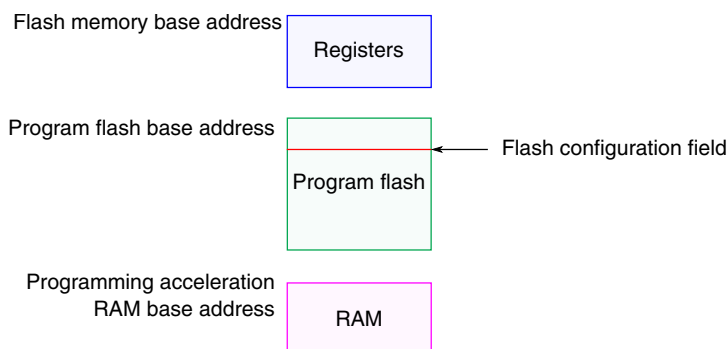 Flash memory base address
Registers
Program flash base address
Flash configuration field
Program flash
Programming acceleration
RAM base address
RAM